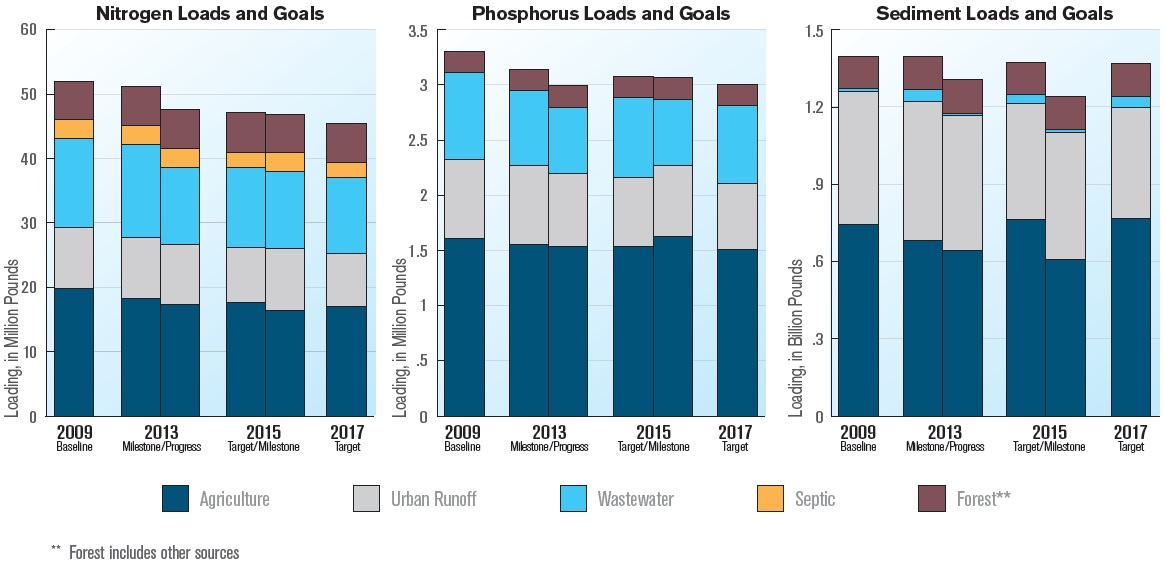 Nitrogen Loads and Goals
Loading, in Million Pounds
60
50
40
30
20
10
0
2009 2013 2015 2017
Baseline Milestone/Progress Target/Milestone Target
Phosphorus Loads and Goals
Loading, in Million Pounds
3.5
3
2.5
2
1.5
1
.5
0
2009 2013 2015 2017
Baseline Milestone/Progress Target/Milestone Target
Sediment Loads and Goals
Loading, in Billion Pounds
1.5
1.2
.9
.6
.3
0
2009 2013 2015 2017
Baseline Milestone/Progress Target/Milestone Target
Agriculture Urban Runoff Wastewater Septic Forest**
** Forest includes other sources